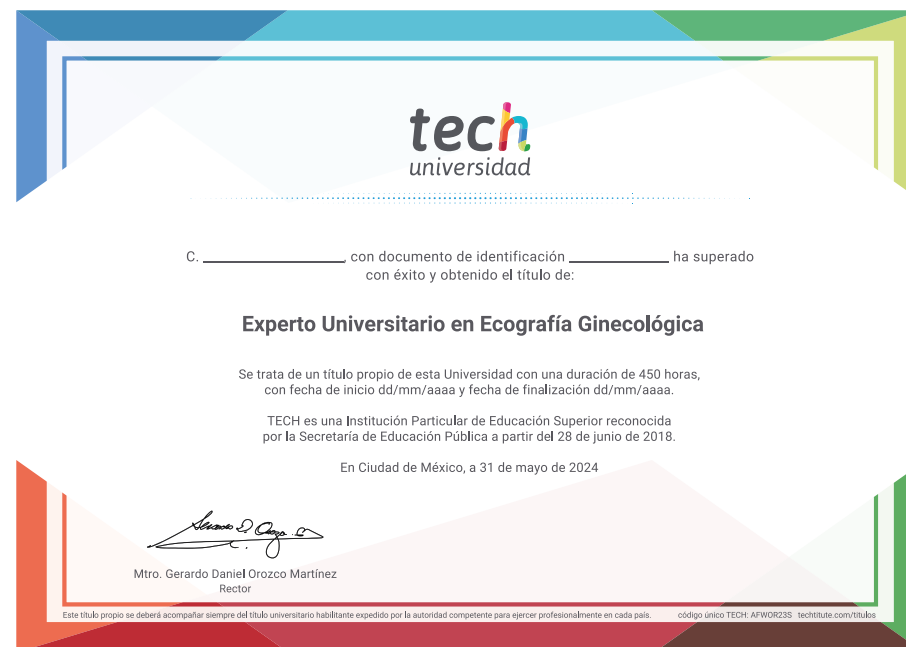 tech
universidad
C. ____________________, con documento de identificación ______________ ha superado
con éxito y obtenido el título de:
Experto Universitario en Ecografía Ginecológica
Se trata de un título propio de esta Universidad con una duración de 450 horas,
con fecha de inicio dd/mm/aaaa y fecha de finalización dd/mm/aaaa.
TECH es una Institución Particular de Educación Superior reconocida
por la Secretaría de Educación Pública a partir del 28 de junio de 2018.
En Ciudad de México, a 31 de mayo de 2024
Mtro. Gerardo Daniel Orozco Martínez
Rector
Este título propio se deberá acompañar siempre del título universitario habilitante expedido por la autoridad competente para ejercer profesionalmente en cada país. código único TECH: AFWOR23S techtitute.com/titulos